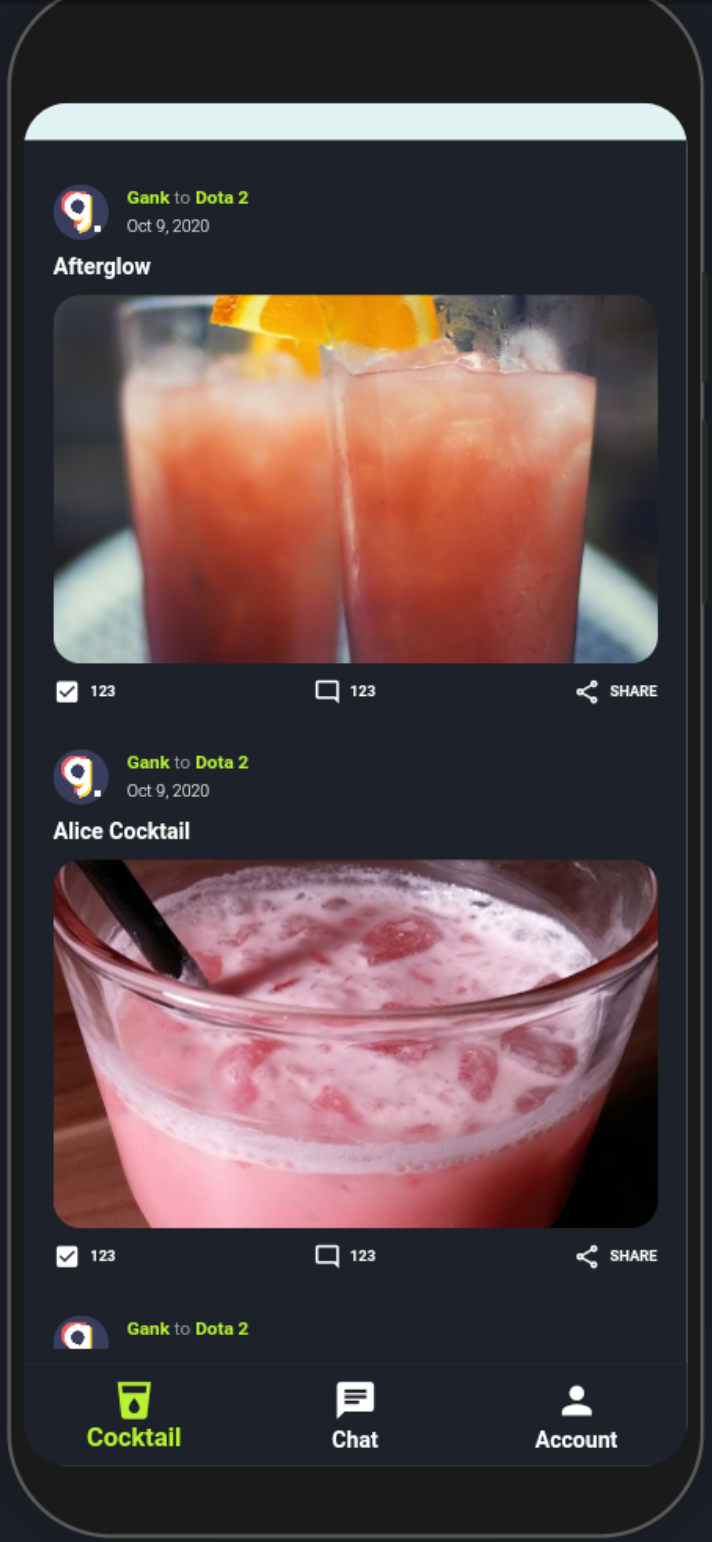 g.
Gank to Dota 2
Oct 9, 2020
Afterglow
123
123
SHARE
g.
Gank to Dota 2
Oct 9, 2020
Alice Cocktail
123
123
SHARE
g
Gank to Dota 2
Cocktail
Chat
Account